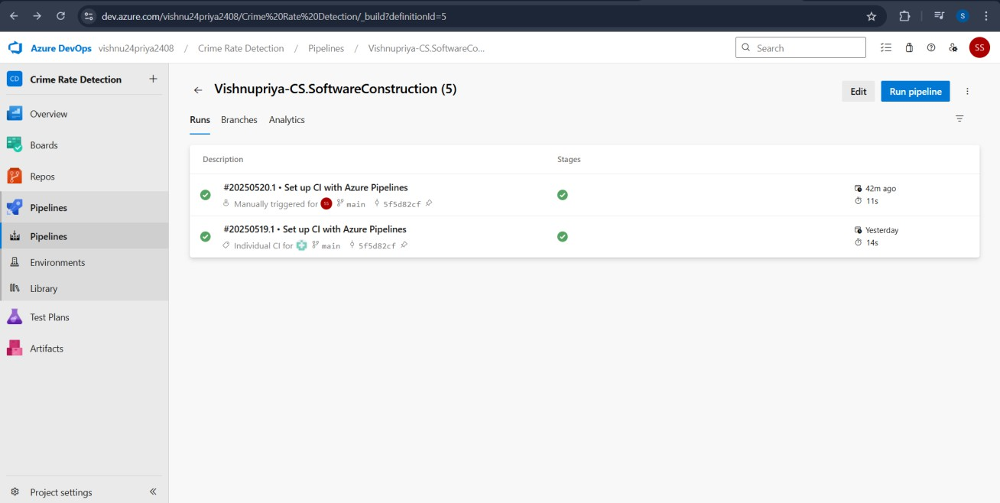 dev.azure.com/vishnu24priya2408/Crime%20Rate%20Detection/_build?definitionId=5
S
Azure DevOps vishnu24priya2408 / Crime Rate Detection / Pipelines / Vishnupriya-CS.SoftwareCo...
Search
SS
CD Crime Rate Detection +
Overview
Boards
Repos
Pipelines
Pipelines
Environments
Library
Test Plans
Artifacts
Project settings
Vishnupriya-CS.SoftwareConstruction (5)
Edit Run pipeline
Runs Branches Analytics
Description Stages
#20250520.1 • Set up CI with Azure Pipelines
Manually triggered for SS main 5f5d82cf
42m ago
11s
#20250519.1 • Set up CI with Azure Pipelines
Individual CI for main 5f5d82cf
Yesterday
14s